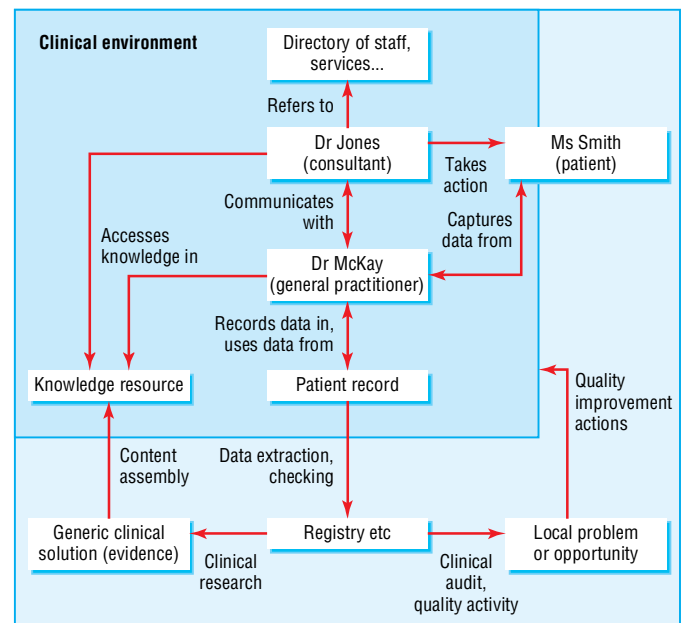 Clinical environment
Directory of staff,
services...
Refers to
Dr Jones
(consultant)
Ms Smith
(patient)
Takes
action
Communicates
with
Captures
data from
Accesses
knowledge in
Dr McKay
(general practitioner)
Records data in,
uses data from
Knowledge resource
Patient record
Quality
improvement
actions
Content
assembly
Data extraction,
checking
Generic clinical
solution (evidence)
Registry etc
Local problem
or opportunity
Clinical
research
Clinical
audit,
quality activity